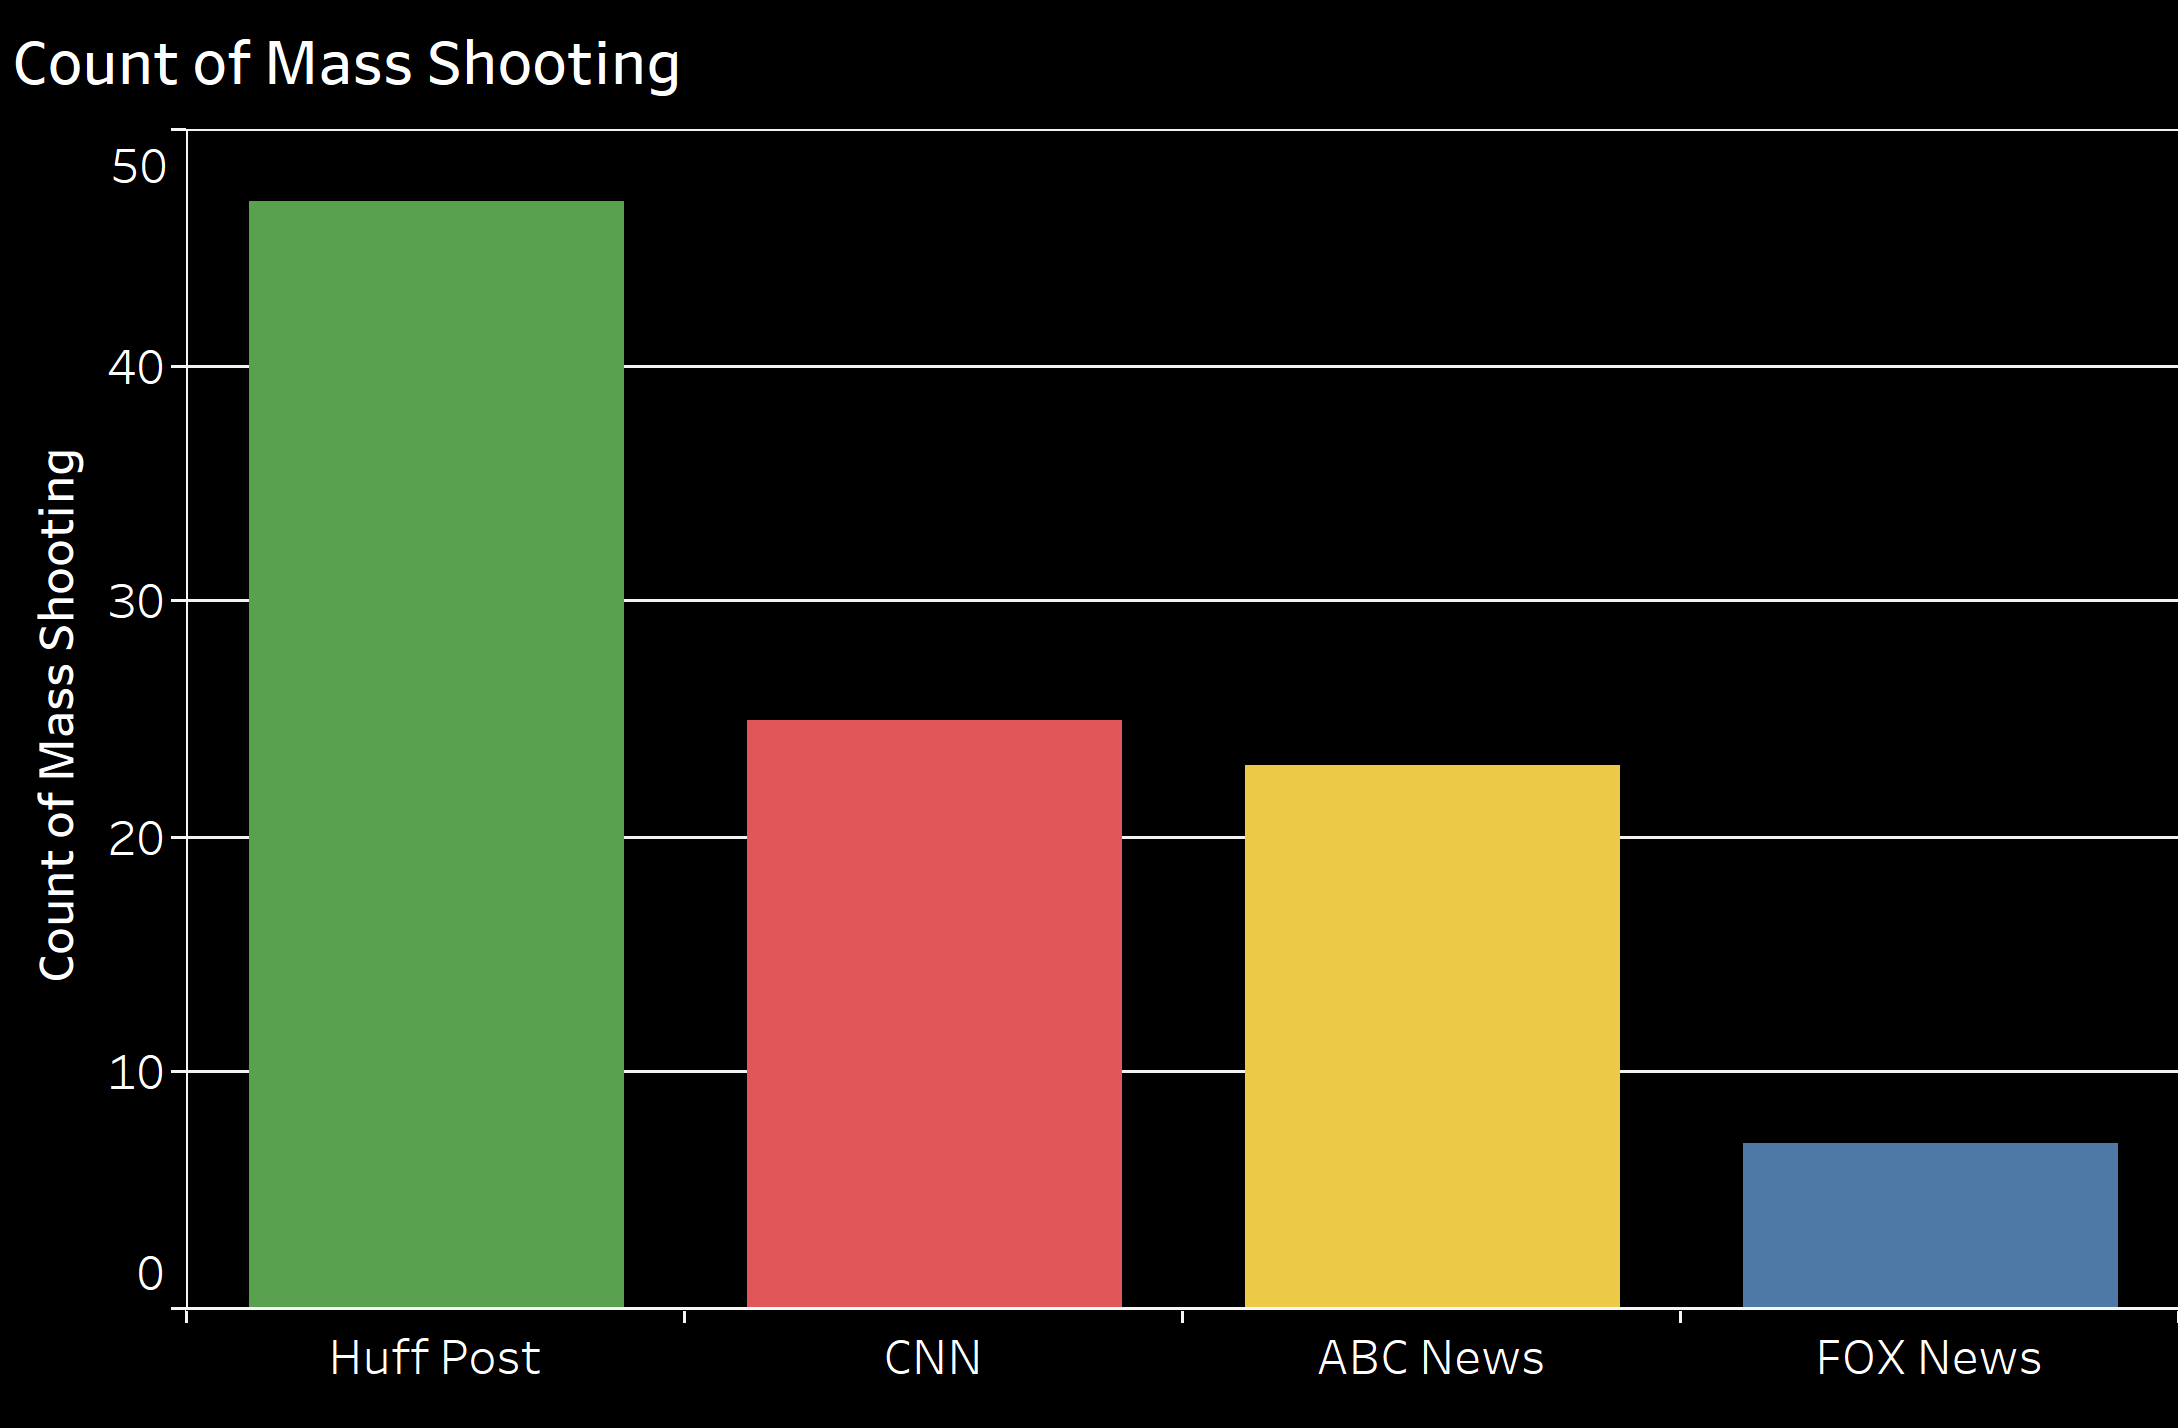 Count of Mass Shooting
Count of Mass Shooting
50
40
30
20
10
0
Huff Post
CNN
ABC News
FOX News